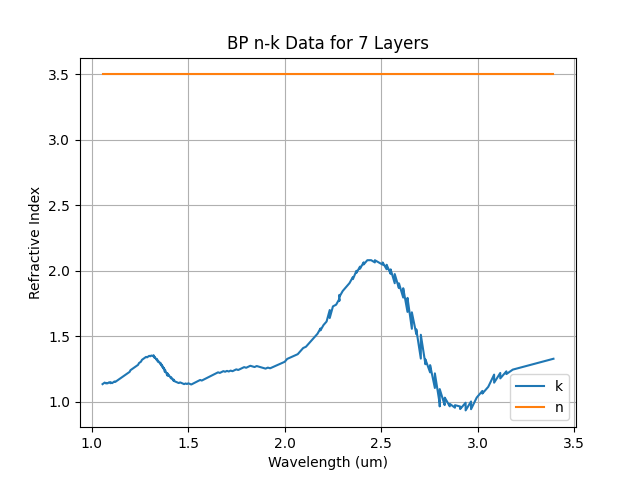 BP n-k Data for 7 Layers
Refractive Index
3.5
3.0
2.5
2.0
1.5
1.0
k
n
1.0 1.5 2.0 2.5 3.0 3.5
Wavelength (um)